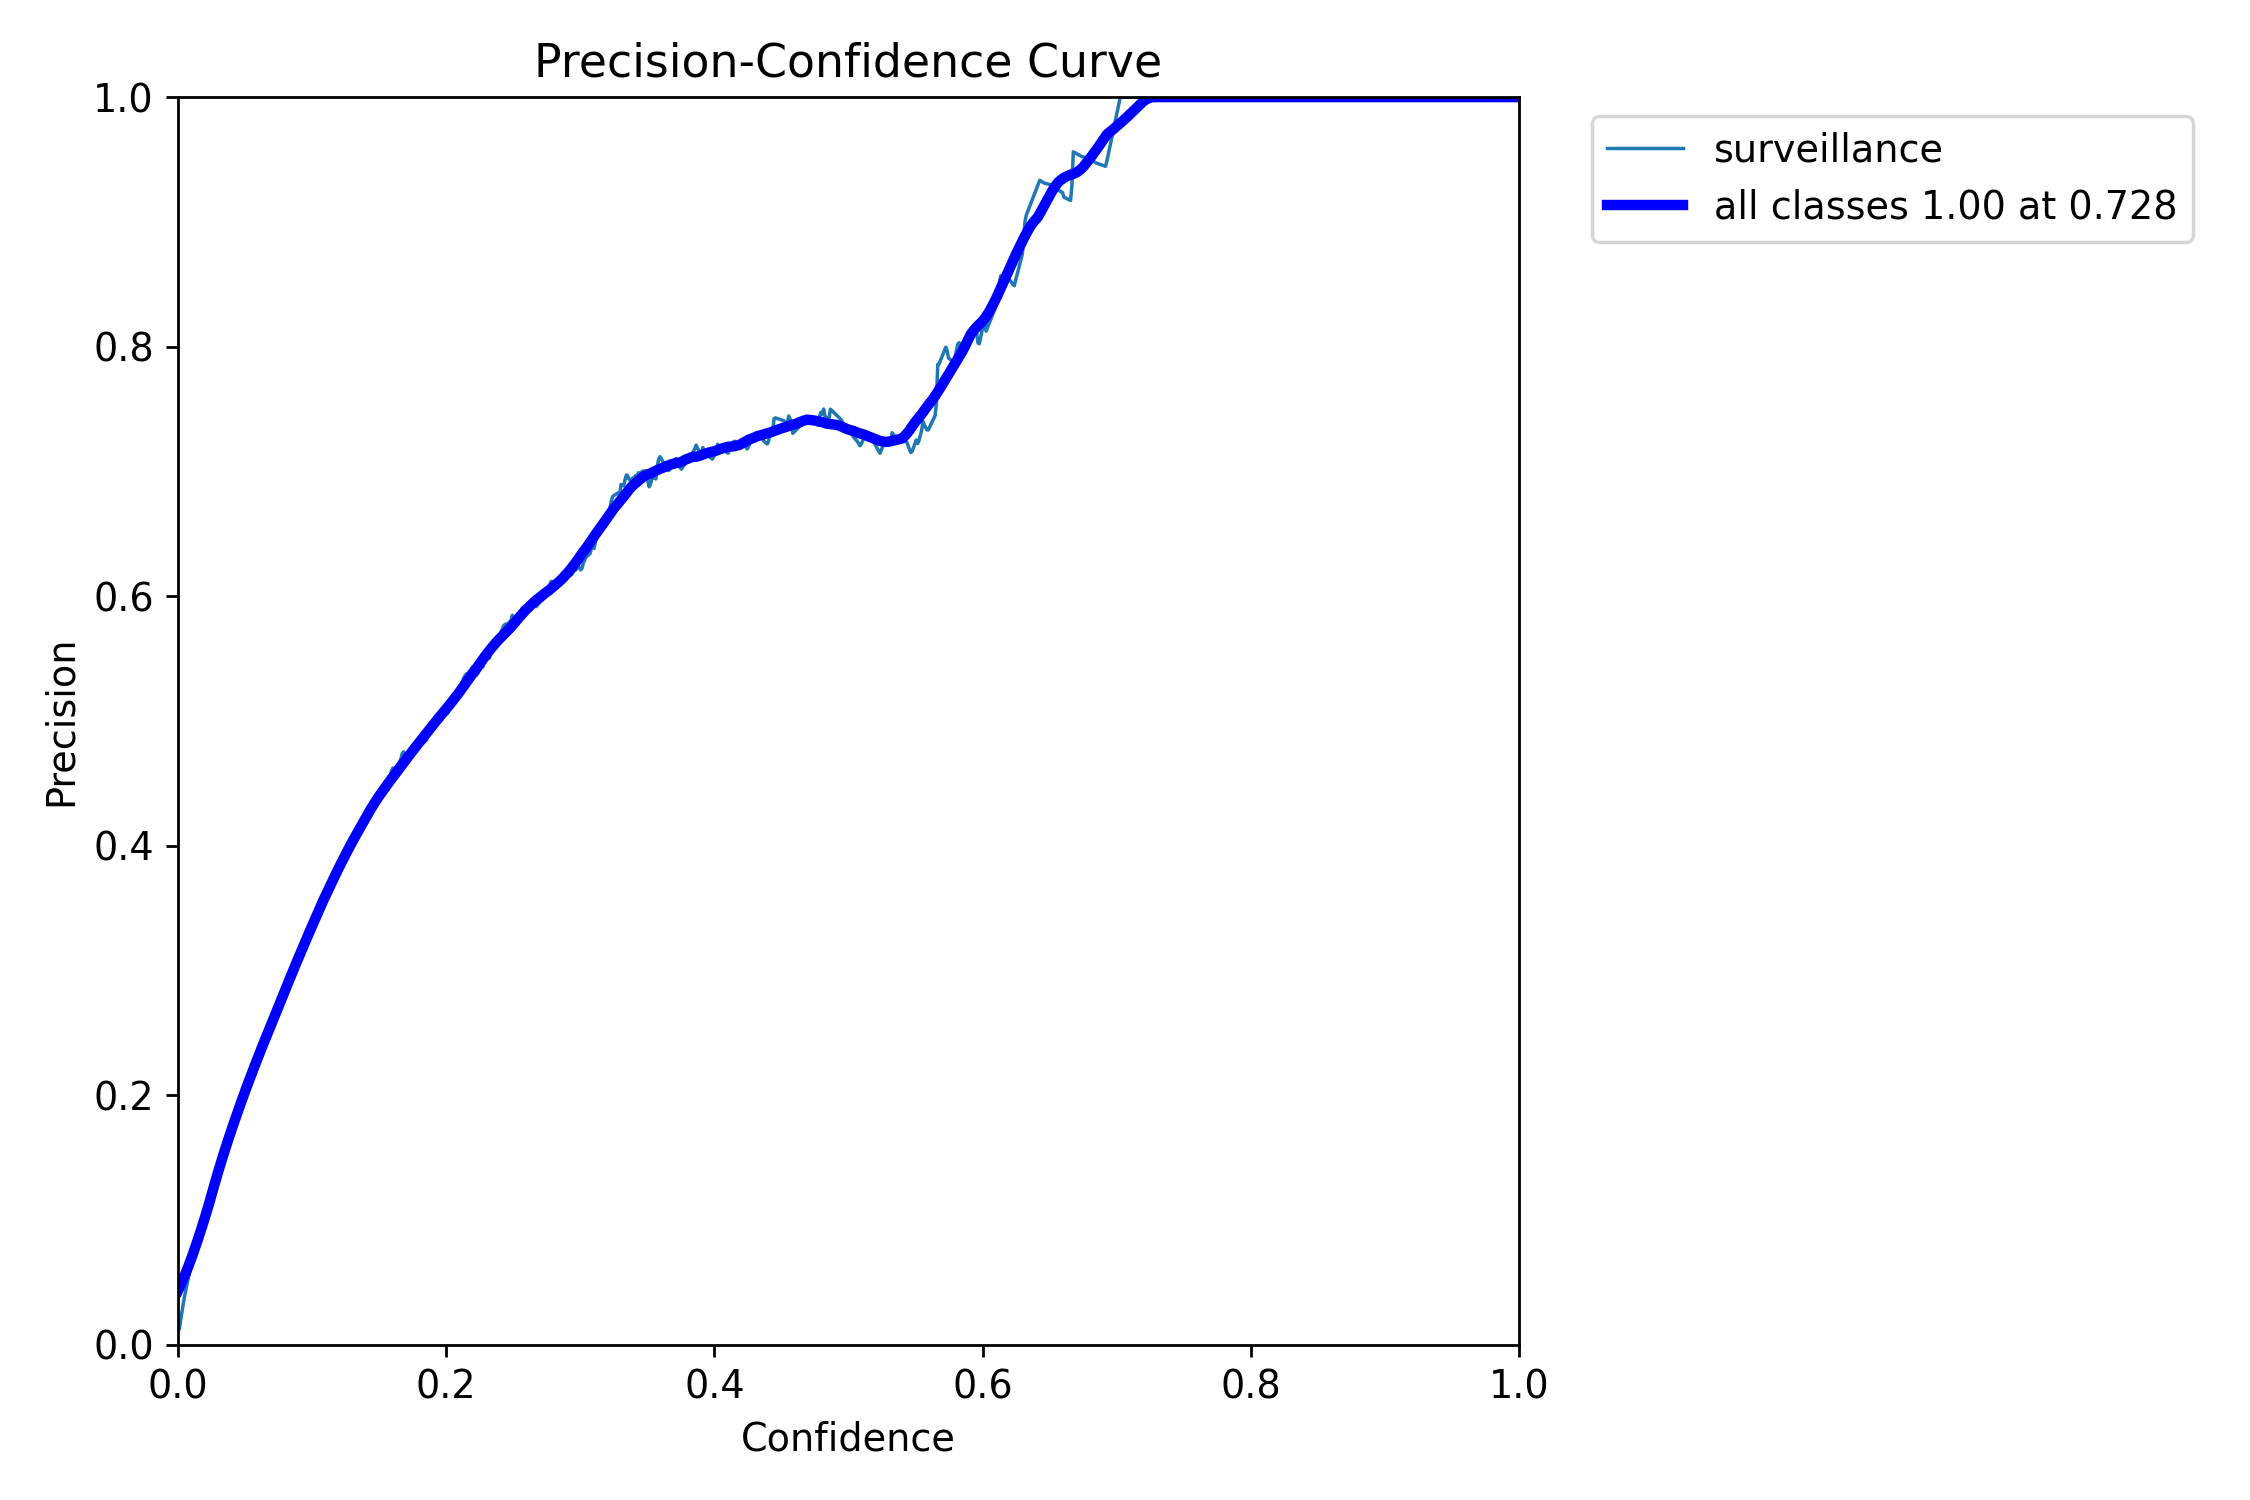 Precision-Confidence Curve
1.0
0.8
0.6
0.4
0.2
0.0
Precision
0.0 0.2 0.4 0.6 0.8 1.0
Confidence
surveillance
all classes 1.00 at 0.728